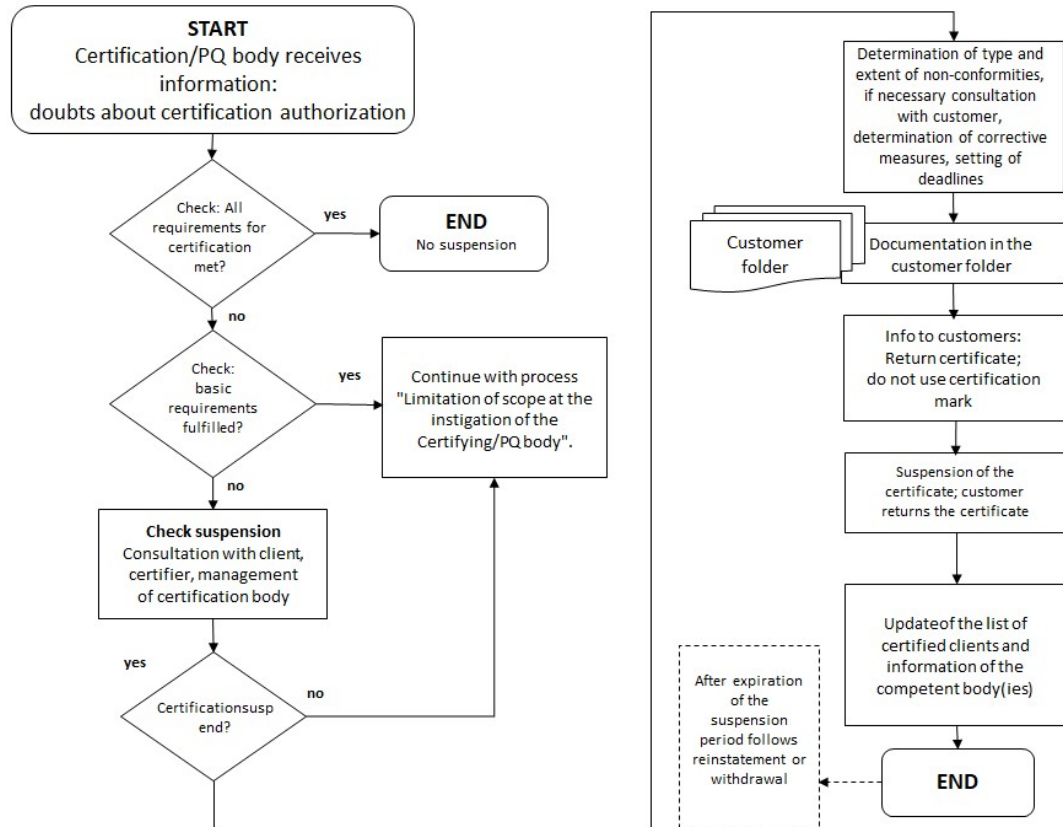 START
Certification/PQ body receives
information:
doubts about certification authorization
Check: All
requirements for
certification
met?
yes
END
No suspension
no
Check:
basic
requirements
fulfilled?
yes
Continue with process
"Limitation of scope at the
instigation of the
Certifying/PQ body".
no
Check suspension
Consultation with client,
certifier, management
of certification body
yes
Certificationsusp
end?
no
Determination of type and
extent of non-conformities,
if necessary consultation
with customer,
determination of corrective
measures, setting of
deadlines
Customer
folder
Documentation in the
customer folder
Info to customers:
Return certificate;
do not use certification
mark
Suspension of the
certificate; customer
returns the certificate
Updateof the list of
certified clients and
information of the
competent body(ies)
END
After expiration
of the
suspension
period follows
reinstatement or
withdrawal